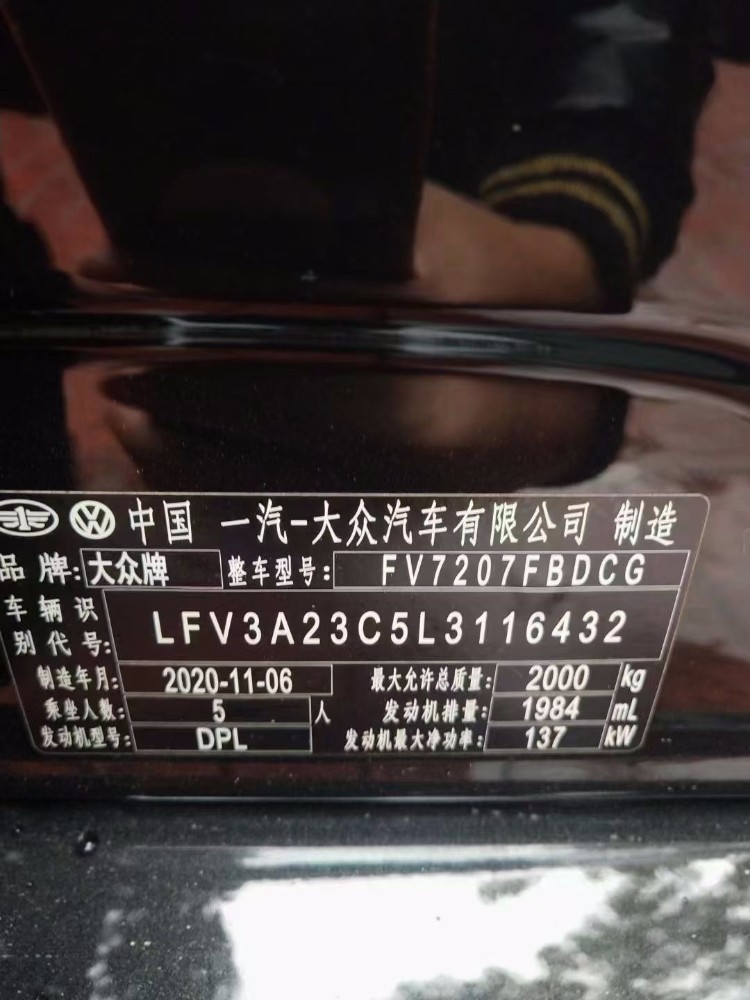 中国 一汽-大众汽车有限公司 制造
品 牌: 大众牌 整车型号: FV7207FBDCG
车 辆 识
别 代 号: LFV3A23C5L3116432
制造年月: 2020-11-06 最大允许总质量: 2000 kg
乘坐人数: 5 人 发动机排量: 1984 mL
发动机型号: DPL 发动机最大净功率: 137 kW